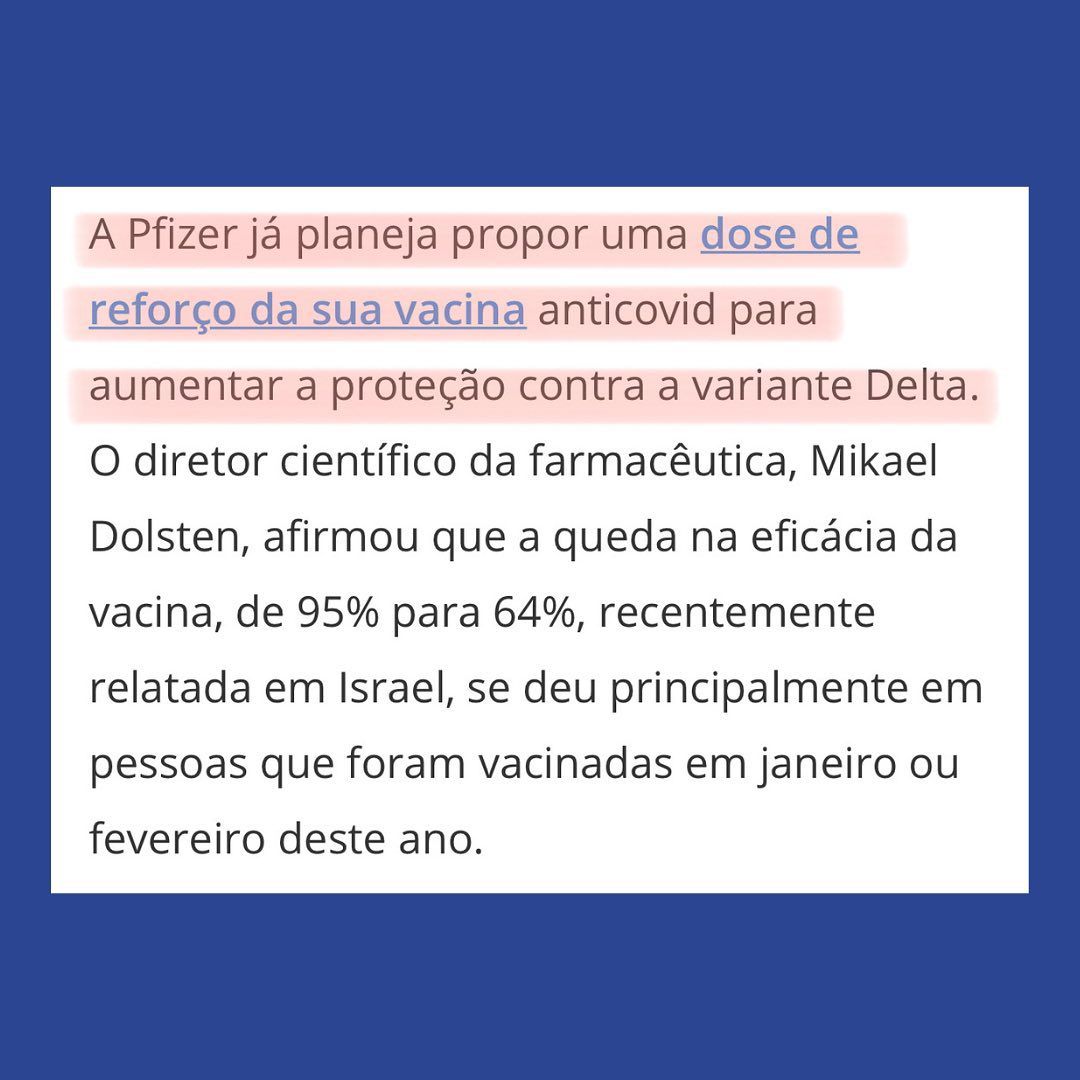 A Pfizer já planeja propor uma dose de
reforço da sua vacina anticovid para
aumentar a proteção contra a variante Delta.
O diretor científico da farmacêutica, Mikael
Dolsten, afirmou que a queda na eficácia da
vacina, de 95% para 64%, recentemente
relatada em Israel, se deu principalmente em
pessoas que foram vacinadas em janeiro ou
fevereiro deste ano.